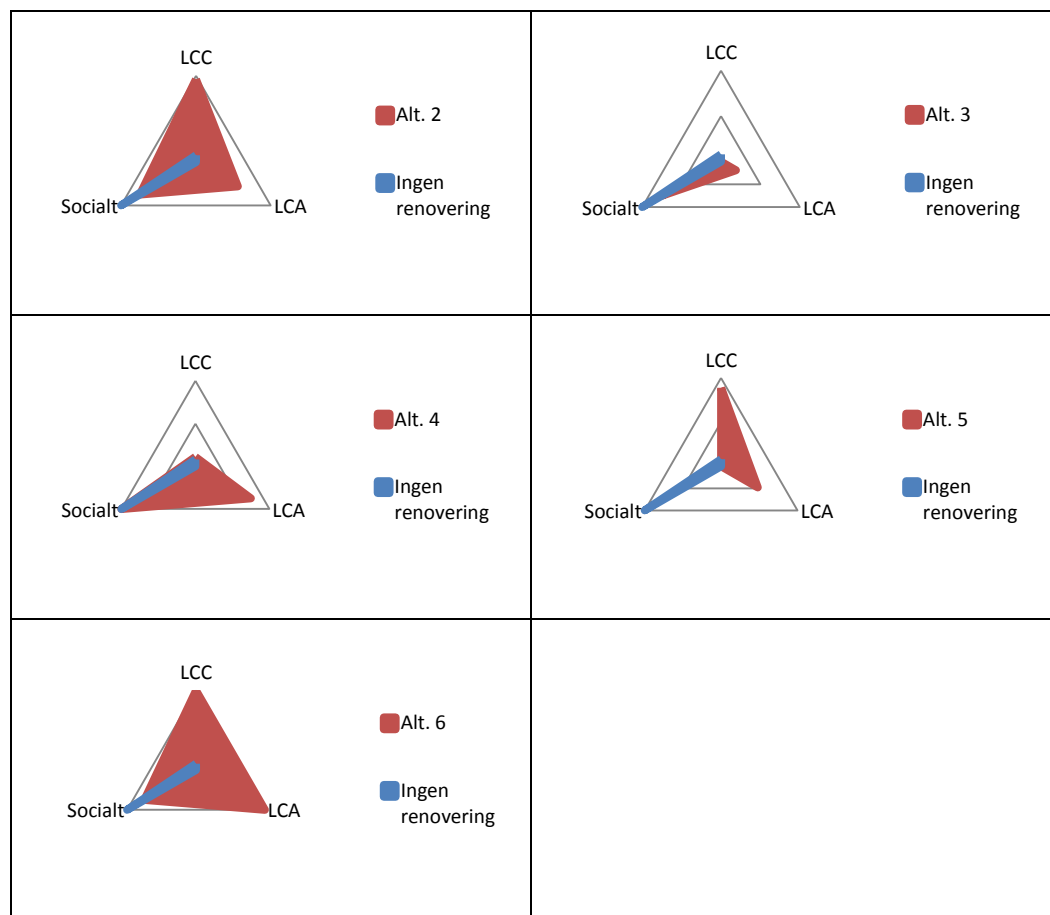 LCC
Alt. 2
Ingen
renovering
Socialt
LCA
LCC
Alt. 3
Ingen
renovering
Socialt
LCA
LCC
Alt. 4
Ingen
renovering
Socialt
LCA
LCC
Alt. 5
Ingen
renovering
Socialt
LCA
LCC
Alt. 6
Ingen
renovering
Socialt
LCA